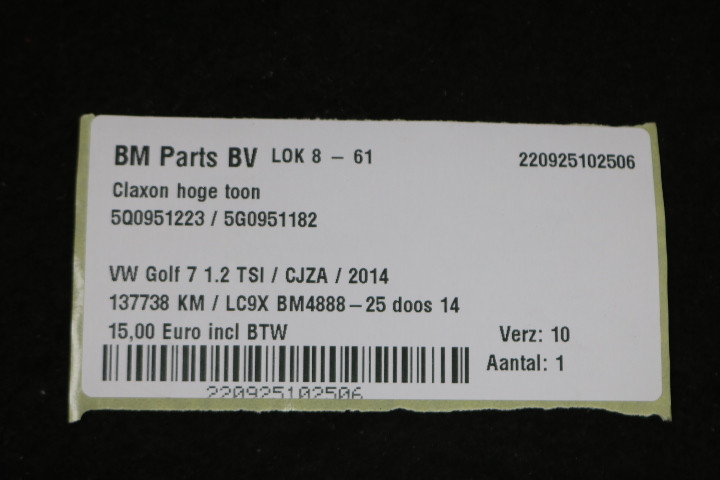 BM Parts BV LOK 8 - 61 220925102506
Claxon hoge toon
5Q0951223 / 5G0951182
VW Golf 7 1.2 TSI / CJZA / 2014
137738 KM / LC9X BM4888-25 doos 14
15,00 Euro incl BTW Verz: 10
Aantal: 1
220925102506